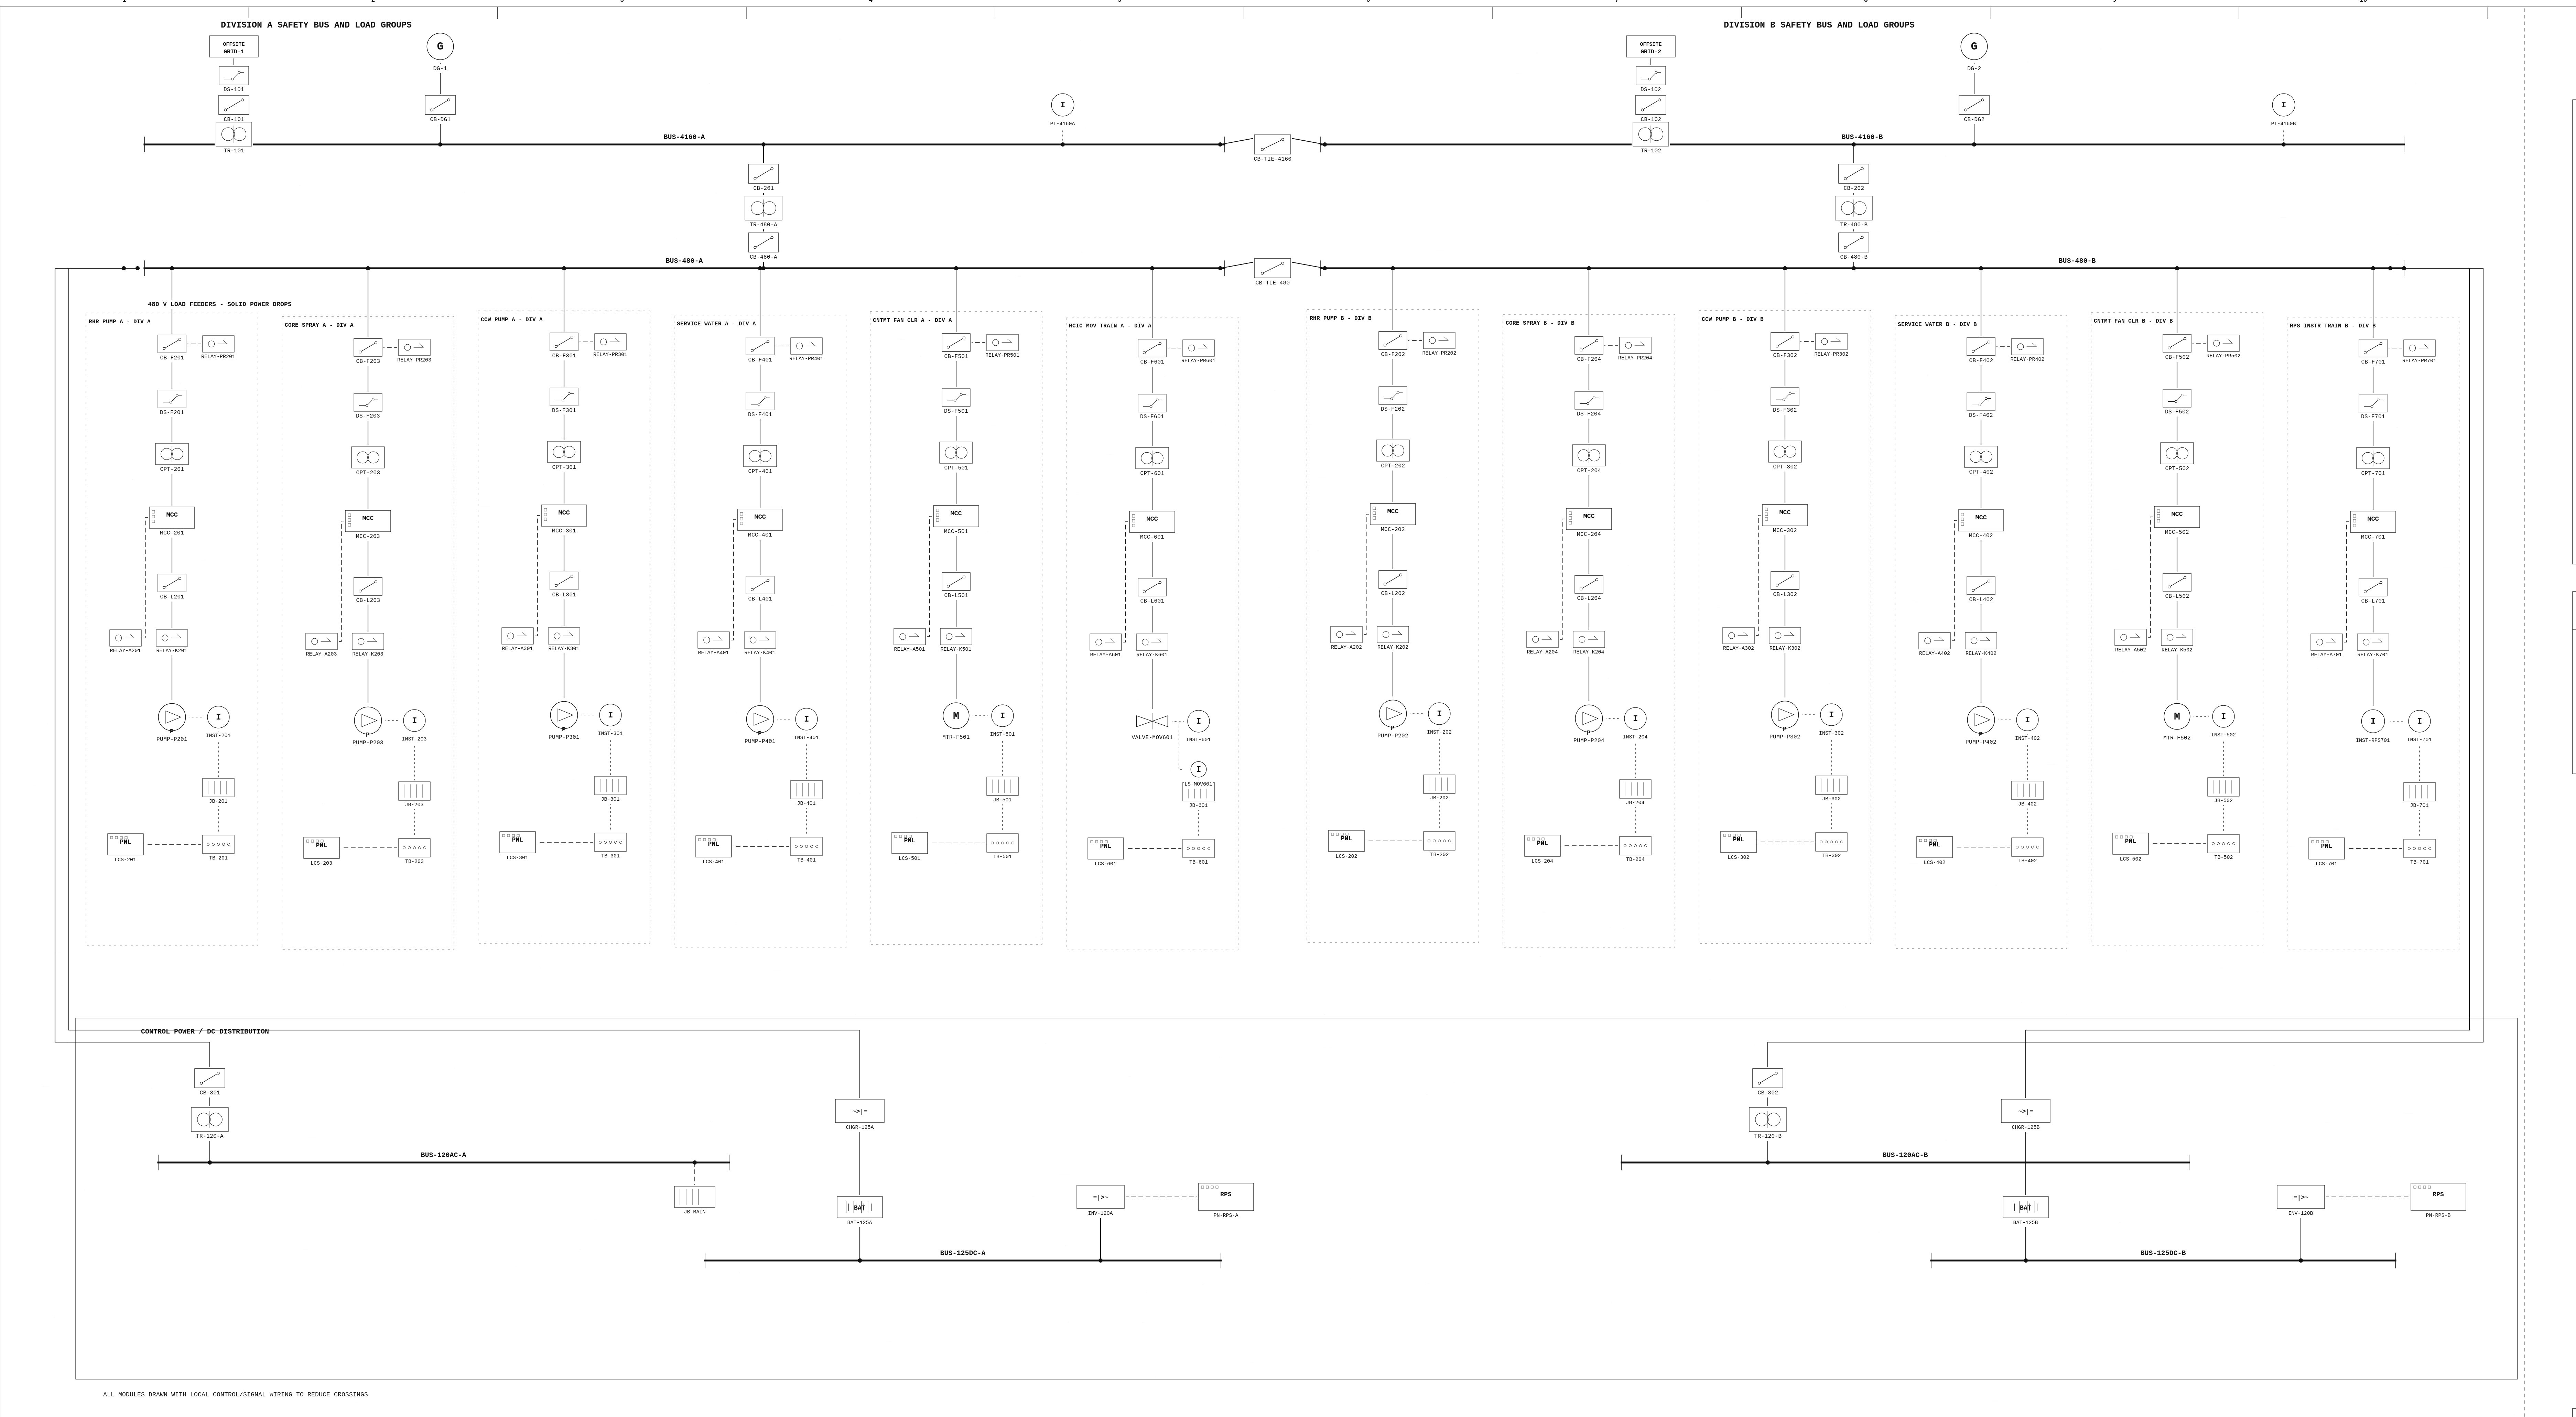 DIVISION A SAFETY BUS AND LOAD GROUPS
DIVISION B SAFETY BUS AND LOAD GROUPS
OFFSITE
GRID-1
G
DG-1
DS-101
CB-101
TR-101
CB-DG1
I
PT-4160A
BUS-4160-A
CB-TIE-4160
OFFSITE
GRID-2
G
DG-2
DS-102
CB-102
TR-102
CB-DG2
I
PT-4160B
BUS-4160-B
CB-201
TR-480-A
CB-480-A
CB-202
TR-480-B
CB-480-B
BUS-480-A
CB-TIE-480
BUS-480-B
480 V LOAD FEEDERS - SOLID POWER DROPS
RHR PUMP A - DIV A
CB-F201
RELAY-PR201
DS-F201
CPT-201
MCC
MCC-201
CB-L201
RELAY-A201
RELAY-K201
P
PUMP-P201
I
INST-201
JB-201
PNL
LCS-201
TB-201
CORE SPRAY A - DIV A
CB-F203
RELAY-PR203
DS-F203
CPT-203
MCC
MCC-203
CB-L203
RELAY-A203
RELAY-K203
P
PUMP-P203
I
INST-203
JB-203
PNL
LCS-203
TB-203
CCW PUMP A - DIV A
CB-F301
RELAY-PR301
DS-F301
CPT-301
MCC
MCC-301
CB-L301
RELAY-A301
RELAY-K301
P
PUMP-P301
I
INST-301
JB-301
PNL
LCS-301
TB-301
SERVICE WATER A - DIV A
CB-F401
RELAY-PR401
DS-F401
CPT-401
MCC
MCC-401
CB-L401
RELAY-A401
RELAY-K401
P
PUMP-P401
I
INST-401
JB-401
PNL
LCS-401
TB-401
CNTMT FAN CLR A - DIV A
CB-F501
RELAY-PR501
DS-F501
CPT-501
MCC
MCC-501
CB-L501
RELAY-A501
RELAY-K501
M
MTR-F501
I
INST-501
JB-501
PNL
LCS-501
TB-501
RCIC MOV TRAIN A - DIV A
CB-F601
RELAY-PR601
DS-F601
CPT-601
MCC
MCC-601
CB-L601
RELAY-A601
RELAY-K601
VALVE-MOV601
I
INST-601
I
LS-MOV601
JB-601
PNL
LCS-601
TB-601
RHR PUMP B - DIV B
CB-F202
RELAY-PR202
DS-F202
CPT-202
MCC
MCC-202
CB-L202
RELAY-A202
RELAY-K202
P
PUMP-P202
I
INST-202
JB-202
PNL
LCS-202
TB-202
CORE SPRAY B - DIV B
CB-F204
RELAY-PR204
DS-F204
CPT-204
MCC
MCC-204
CB-L204
RELAY-A204
RELAY-K204
P
PUMP-P204
I
INST-204
JB-204
PNL
LCS-204
TB-204
CCW PUMP B - DIV B
CB-F302
RELAY-PR302
DS-F302
CPT-302
MCC
MCC-302
CB-L302
RELAY-A302
RELAY-K302
P
PUMP-P302
I
INST-302
JB-302
PNL
LCS-302
TB-302
SERVICE WATER B - DIV B
CB-F402
RELAY-PR402
DS-F402
CPT-402
MCC
MCC-402
CB-L402
RELAY-A402
RELAY-K402
P
PUMP-P402
I
INST-402
JB-402
PNL
LCS-402
TB-402
CNTMT FAN CLR B - DIV B
CB-F502
RELAY-PR502
DS-F502
CPT-502
MCC
MCC-502
CB-L502
RELAY-A502
RELAY-K502
M
MTR-F502
I
INST-502
JB-502
PNL
LCS-502
TB-502
RPS INSTR TRAIN B - DIV B
CB-F701
RELAY-PR701
DS-F701
CPT-701
MCC
MCC-701
CB-L701
RELAY-A701
RELAY-K701
I
INST-RPS701
I
INST-701
JB-701
PNL
LCS-701
TB-701
CONTROL POWER / DC DISTRIBUTION
CB-301
TR-120-A
BUS-120AC-A
JB-MAIN
~>|=
CHGR-125A
BAT
BAT-125A
=|>~
INV-120A
RPS
PN-RPS-A
BUS-125DC-A
CB-302
TR-120-B
BUS-120AC-B
~>|=
CHGR-125B
BAT
BAT-125B
=|>~
INV-120B
RPS
PN-RPS-B
BUS-125DC-B
ALL MODULES DRAWN WITH LOCAL CONTROL/SIGNAL WIRING TO REDUCE CROSSINGS